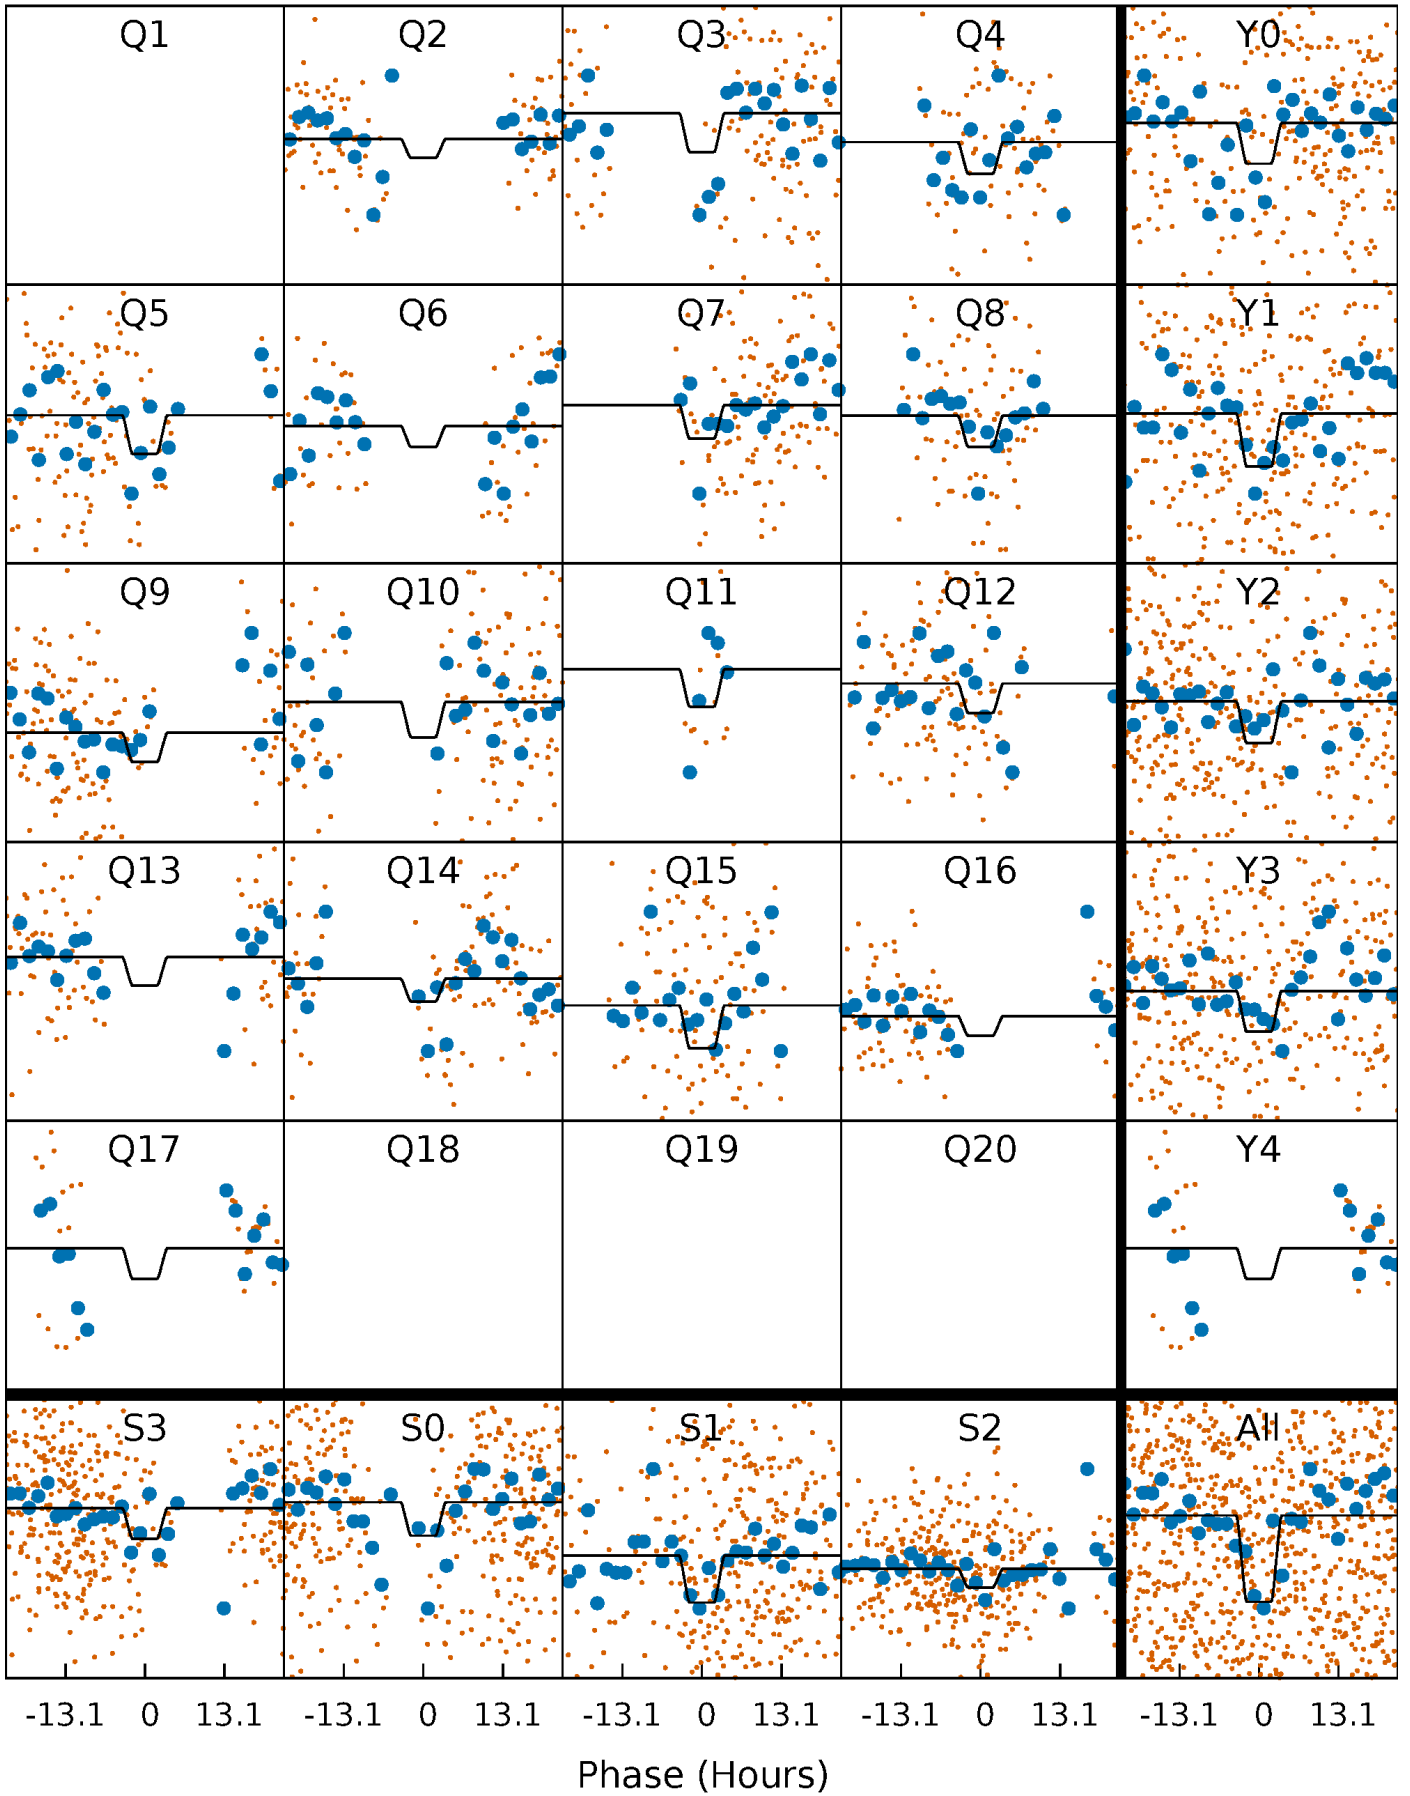 Q1 Q2 Q3 Q4 Y0
Q5 Q6 Q7 Q8 Y1
Q9 Q10 Q11 Q12 Y2
Q13 Q14 Q15 Q16 Y3
Q17 Q18 Q19 Q20 Y4
S3 S0 S1 S2 All
-13.1 0 13.1 -13.1 0 13.1 -13.1 0 13.1 -13.1 0 13.1 -13.1 0 13.1
Phase (Hours)